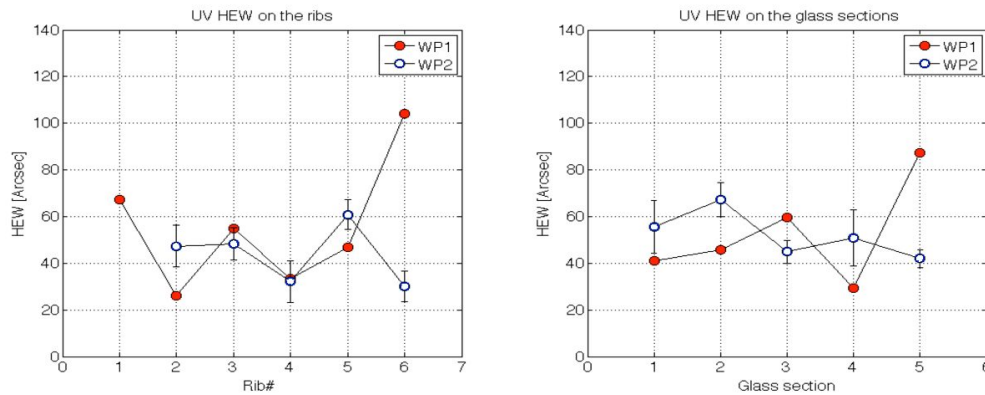 UV HEW on the ribs
140
120
100
80
60
40
20
0
HEW [Arcsec]
WP1
WP2
0 1 2 3 4 5 6 7
Rib#
UV HEW on the glass sections
140
120
100
80
60
40
20
0
HEW [Arcsec]
WP1
WP2
0 1 2 3 4 5 6
Glass section